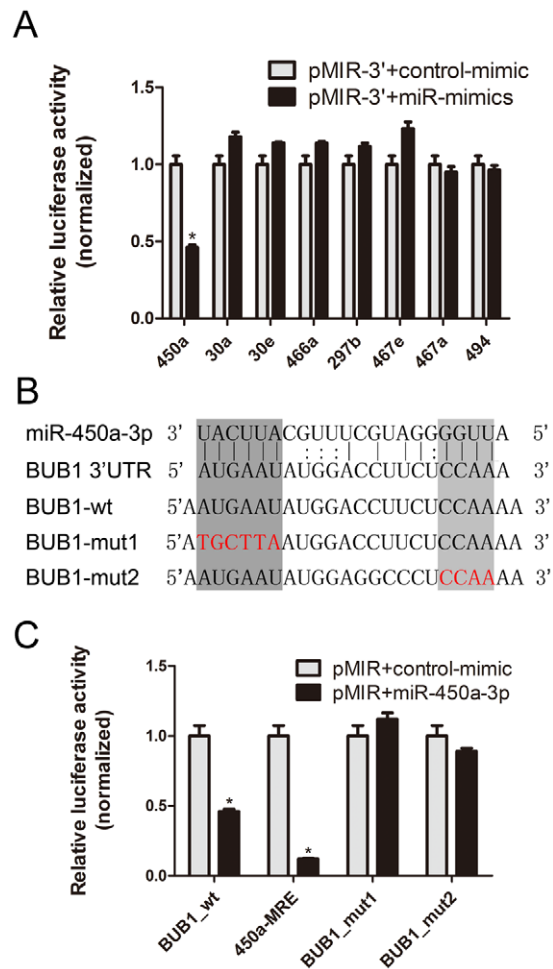 A
pMIR-3'+control-mimic
pMIR-3'+miR-mimics
Relative luciferase activity
(normalized)
1.5
1.0
0.5
0.0
*
450a 30a 30e 466a 297b 467e 467a 494
B
miR-450a-3p 3' UACUUACGUUUCGUAGGGGUUA 5'
BUB1 3'UTR 5' AUGAAUAUGGACCUUCUCCAAA 3'
BUB1-wt 5'AAUGAAUAUGGACCUUCUCCAAAA 3'
BUB1-mut1 5'ATGCTTAAUGGACCUUCUCCAAAA 3'
BUB1-mut2 5'AAUGAAUAUGGAGGCCCUCCAAAA 3'
C
pMIR+control-mimic
pMIR+miR-450a-3p
Relative luciferase activity
(normalized)
1.5
1.0
0.5
0.0
* *
BUB1_wt 450a-MRE BUB1_mut1 BUB1_mut2